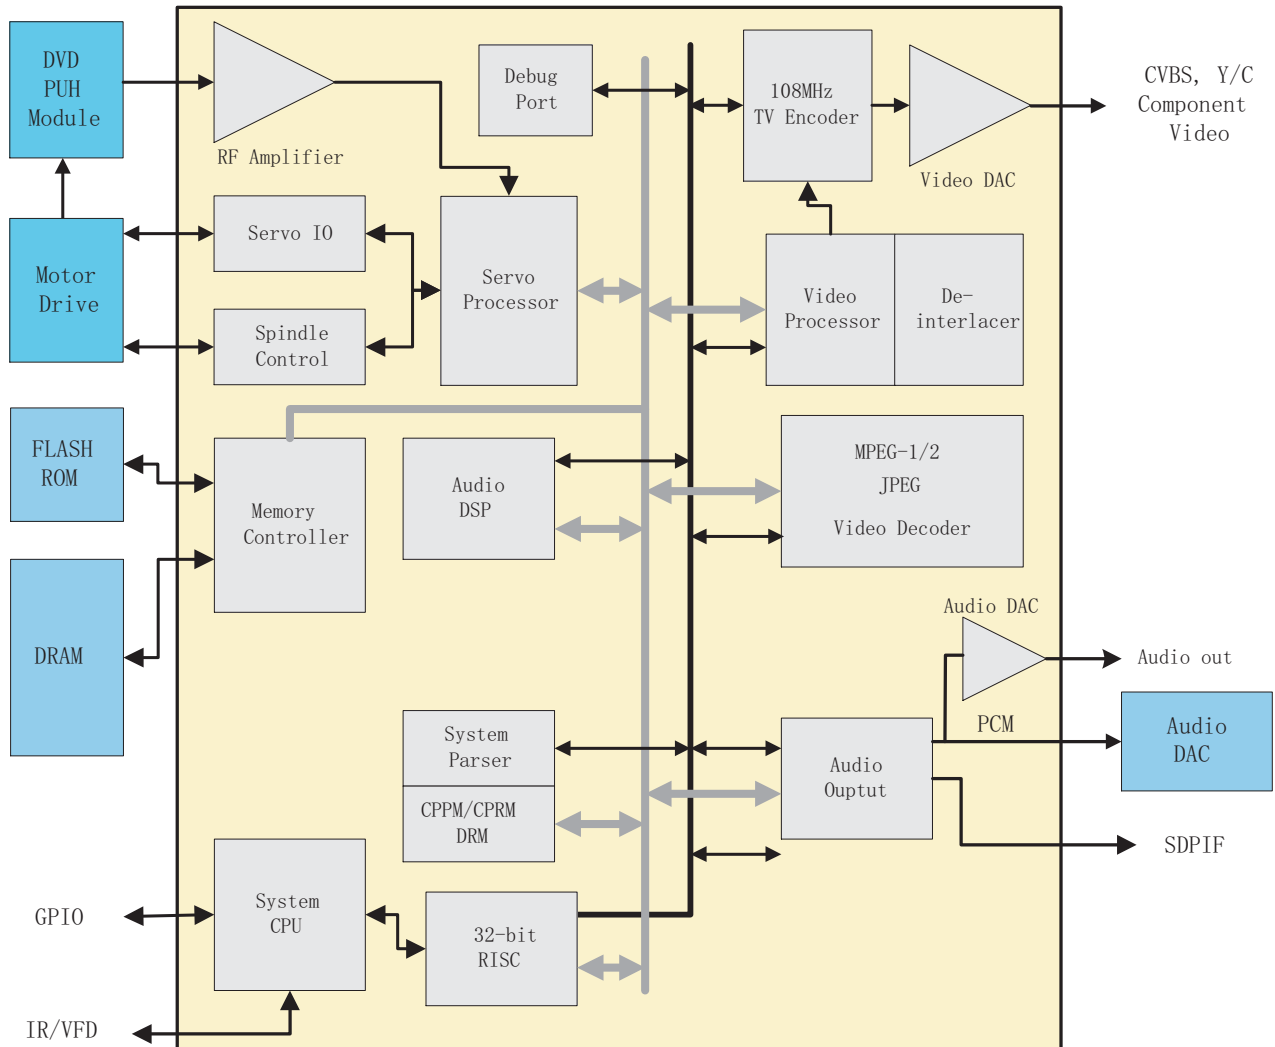 DVD
PUH
Module
RF Amplifier
Debug
Port
108MHz
TV Encoder
Video DAC
CVBS, Y/C
Component
Video
Motor
Drive
Servo IO
Spindle
Control
Servo
Processor
Video
Processor
De-
interlacer
FLASH
ROM
DRAM
Memory
Controller
Audio
DSP
MPEG-1/2
JPEG
Video Decoder
Audio DAC
Audio out
PCM
Audio
DAC
System
Parser
CPPM/CPRM
DRM
Audio
Ouptut
SDPIF
GPIO
System
CPU
32-bit
RISC
IR/VFD